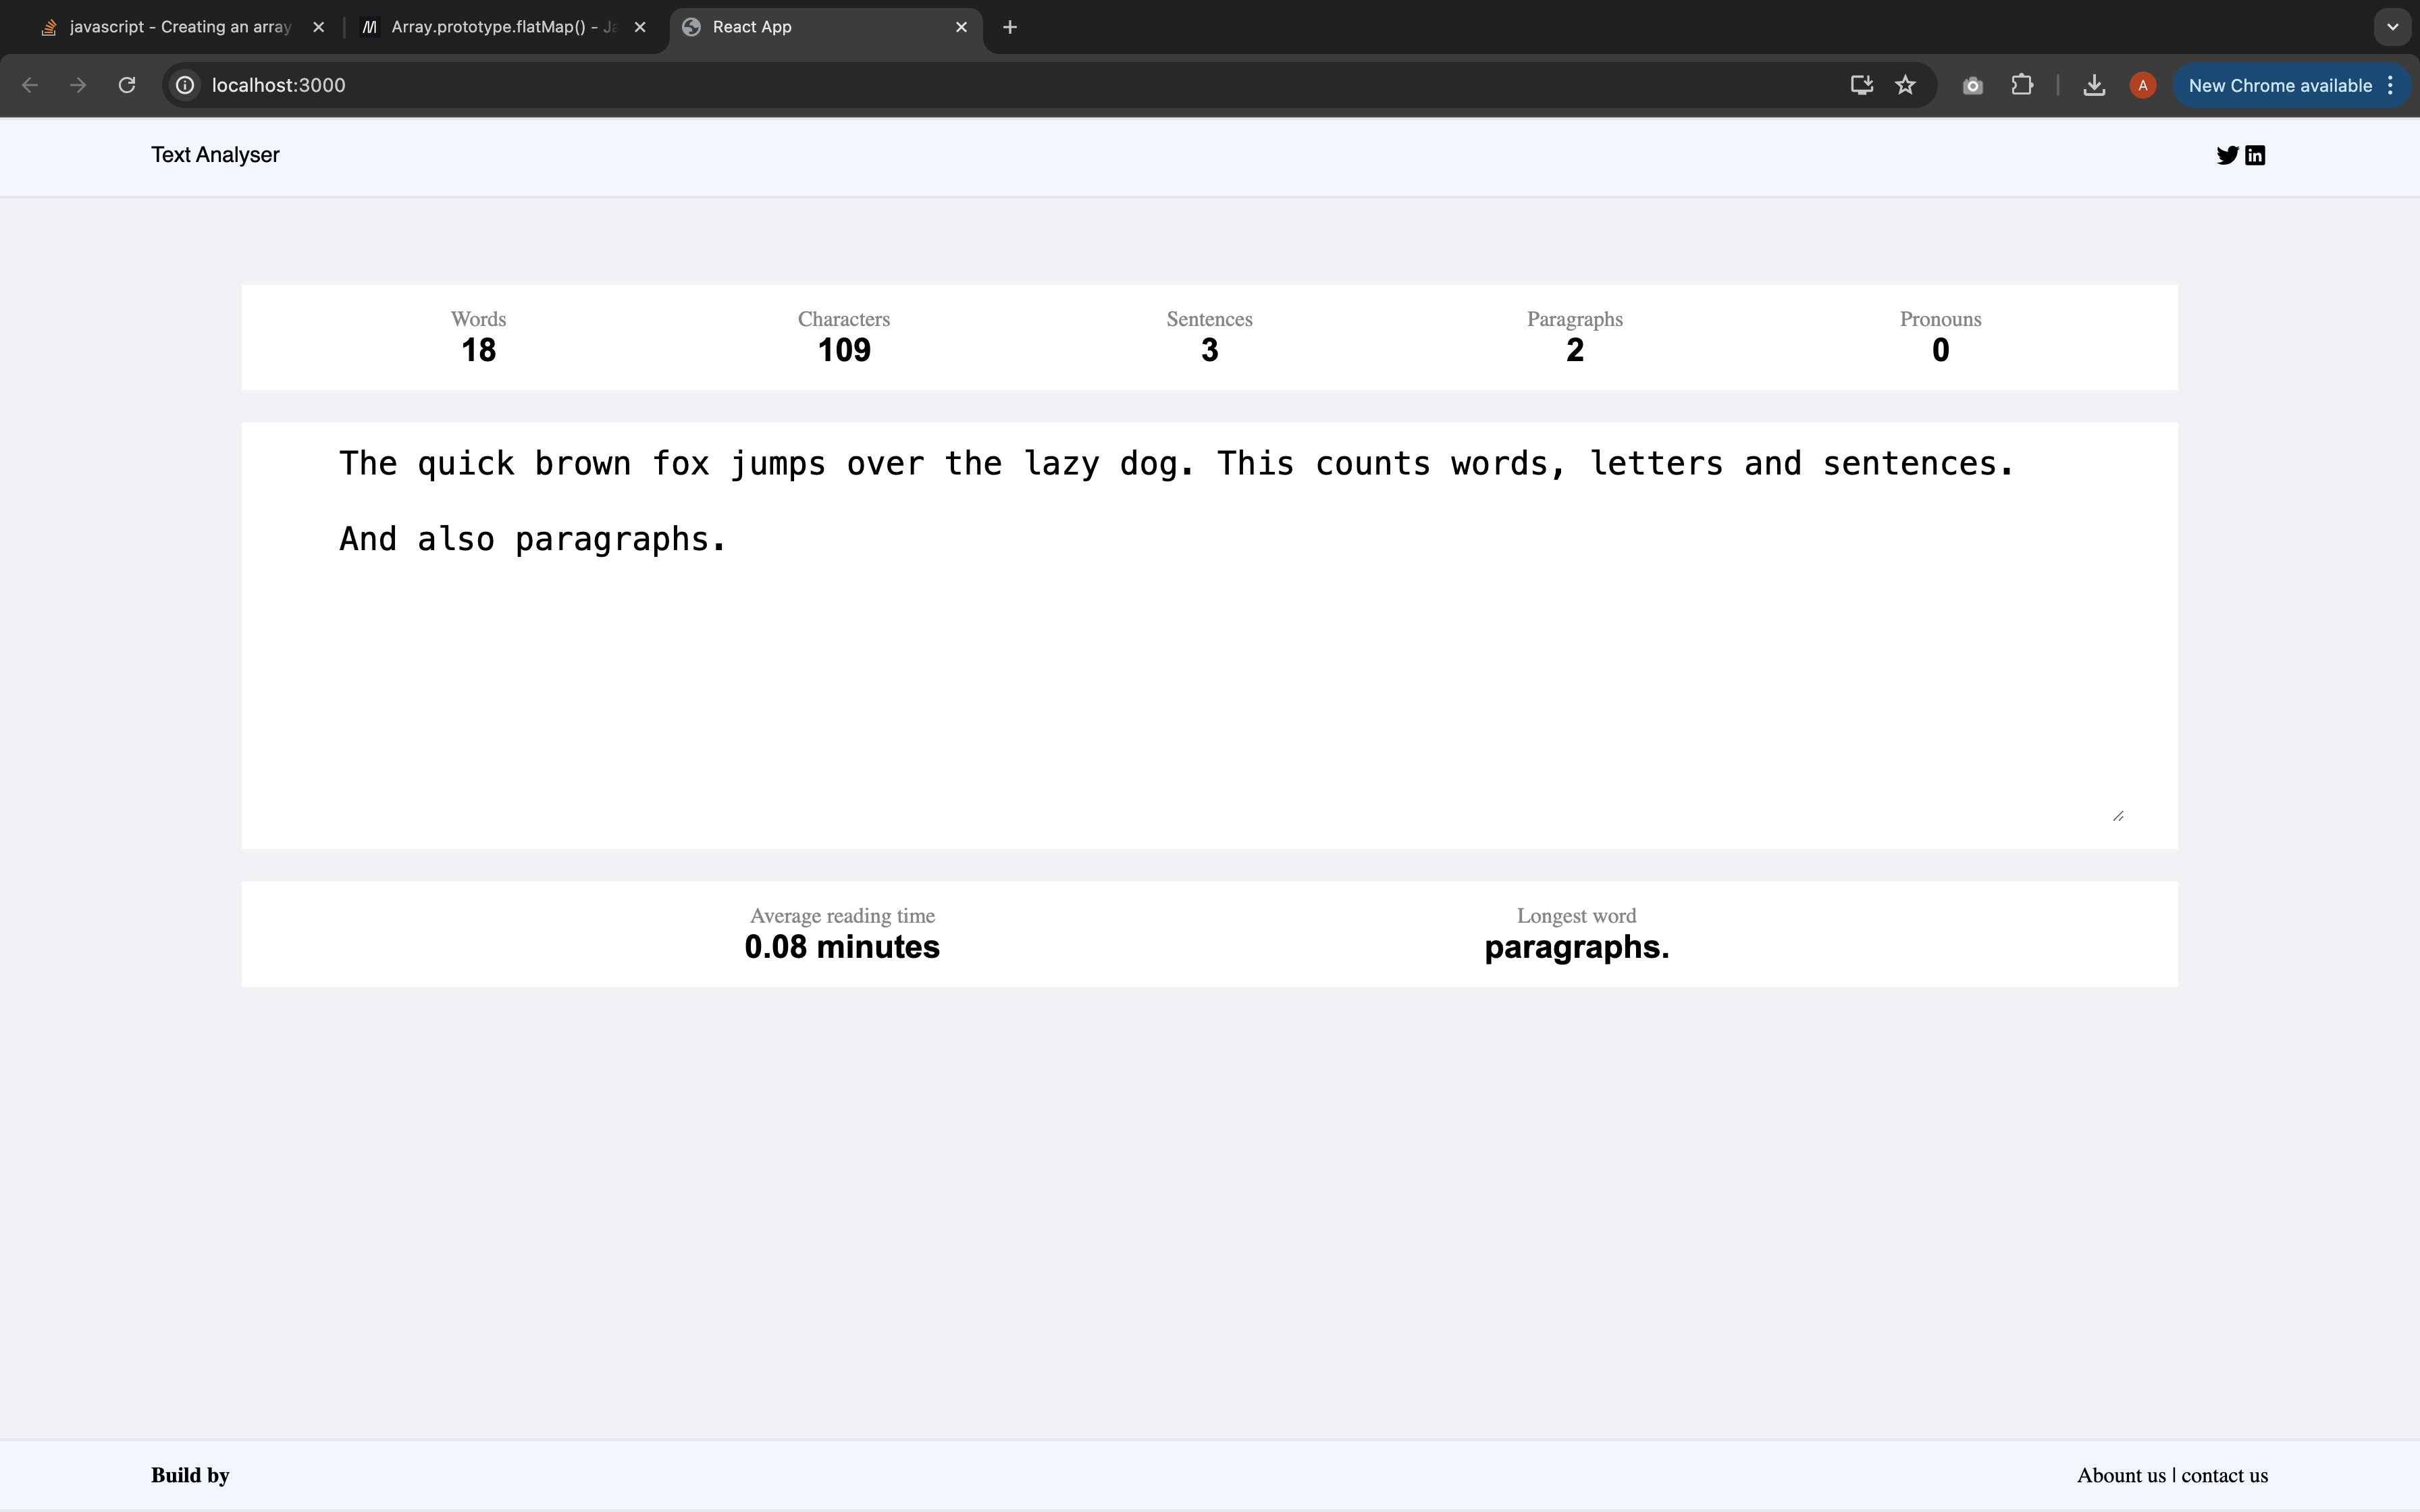 javascript - Creating an array
Array.prototype.flatMap() - Ja
React App
localhost:3000
A
New Chrome available
Text Analyser
in
Words Characters Sentences Paragraphs Pronouns
18 109 3 2 0
The quick brown fox jumps over the lazy dog. This counts words, letters and sentences.
And also paragraphs.
Average reading time Longest word
0.08 minutes paragraphs.
Build by Abount us | contact us